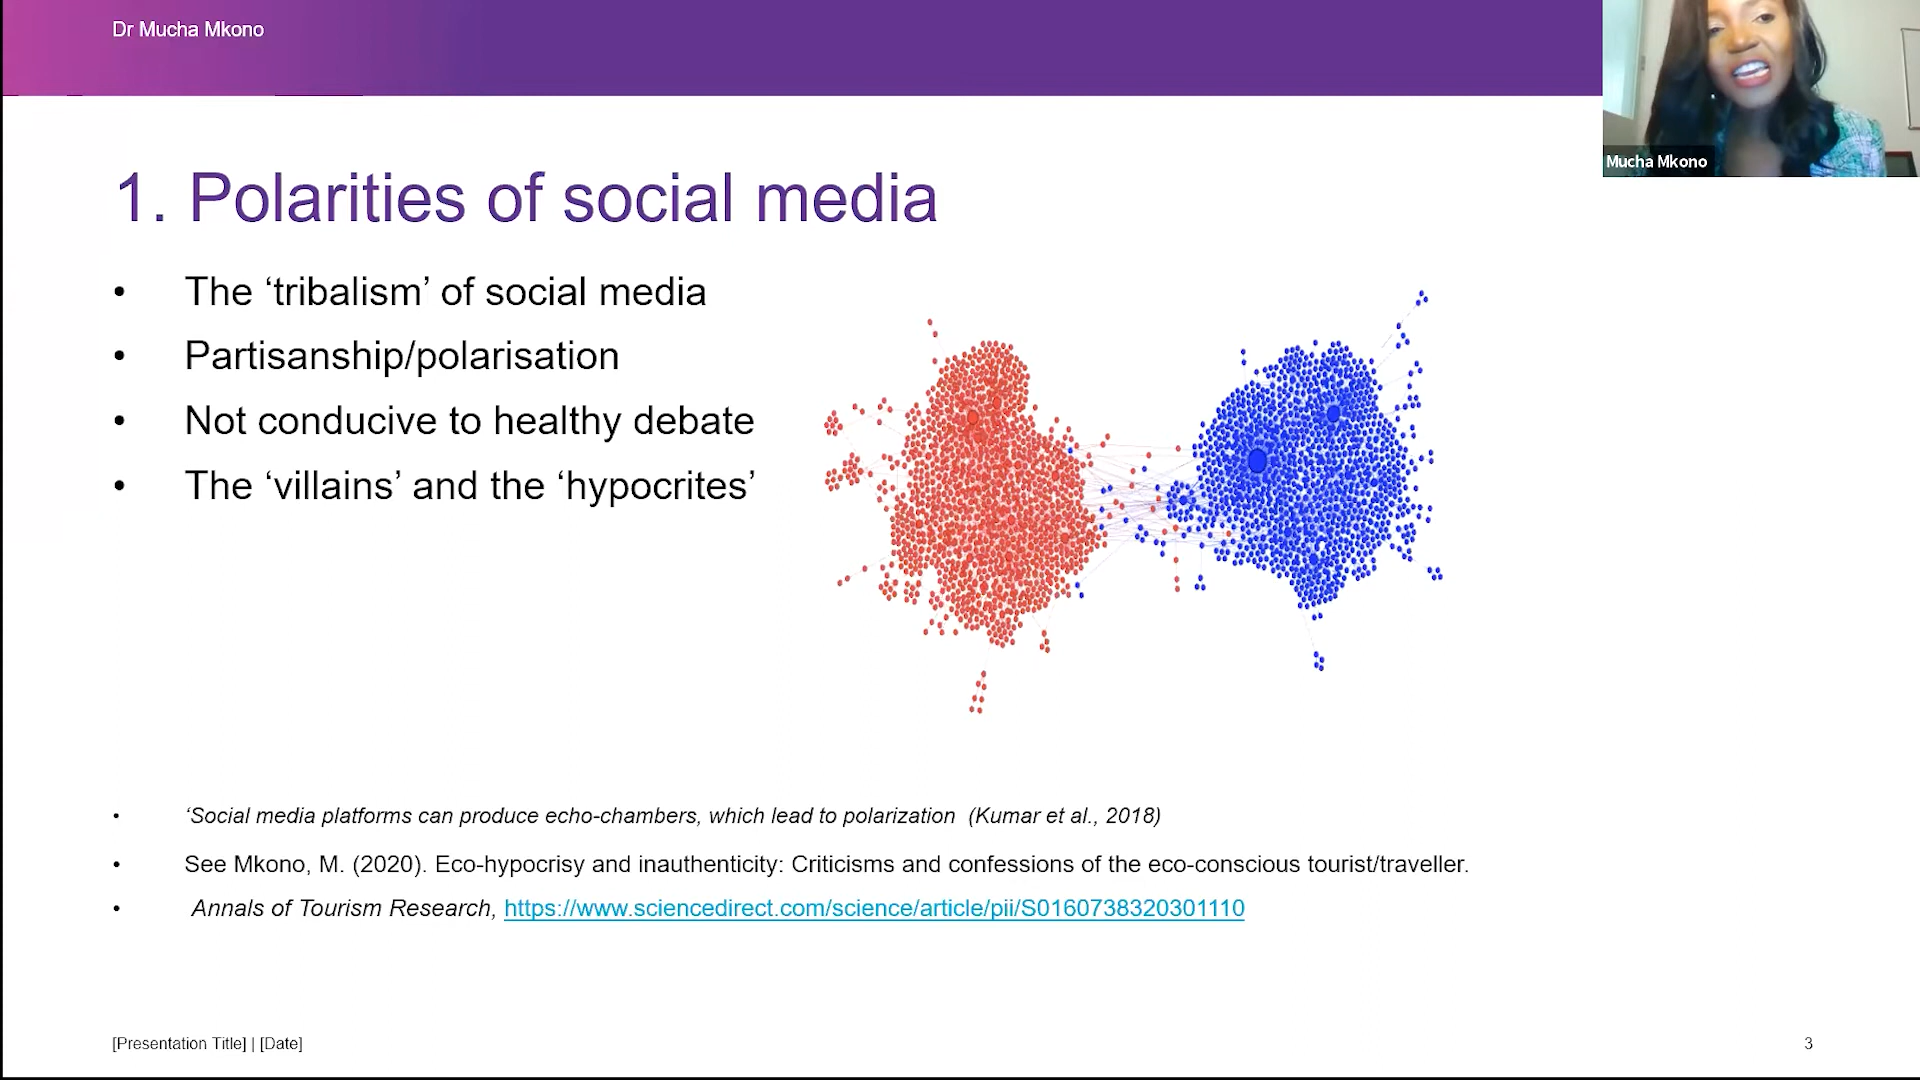 Dr Mucha Mkono
Mucha Mkono
1. Polarities of social media
• The ‘tribalism’ of social media
• Partisanship/polarisation
• Not conducive to healthy debate
• The ‘villains’ and the ‘hypocrites’
• ‘Social media platforms can produce echo-chambers, which lead to polarization (Kumar et al., 2018)
• See Mkono, M. (2020). Eco-hypocrisy and inauthenticity: Criticisms and confessions of the eco-conscious tourist/traveller.
• Annals of Tourism Research, https://www.sciencedirect.com/science/article/pii/S0160738320301110
[Presentation Title] | [Date]
3